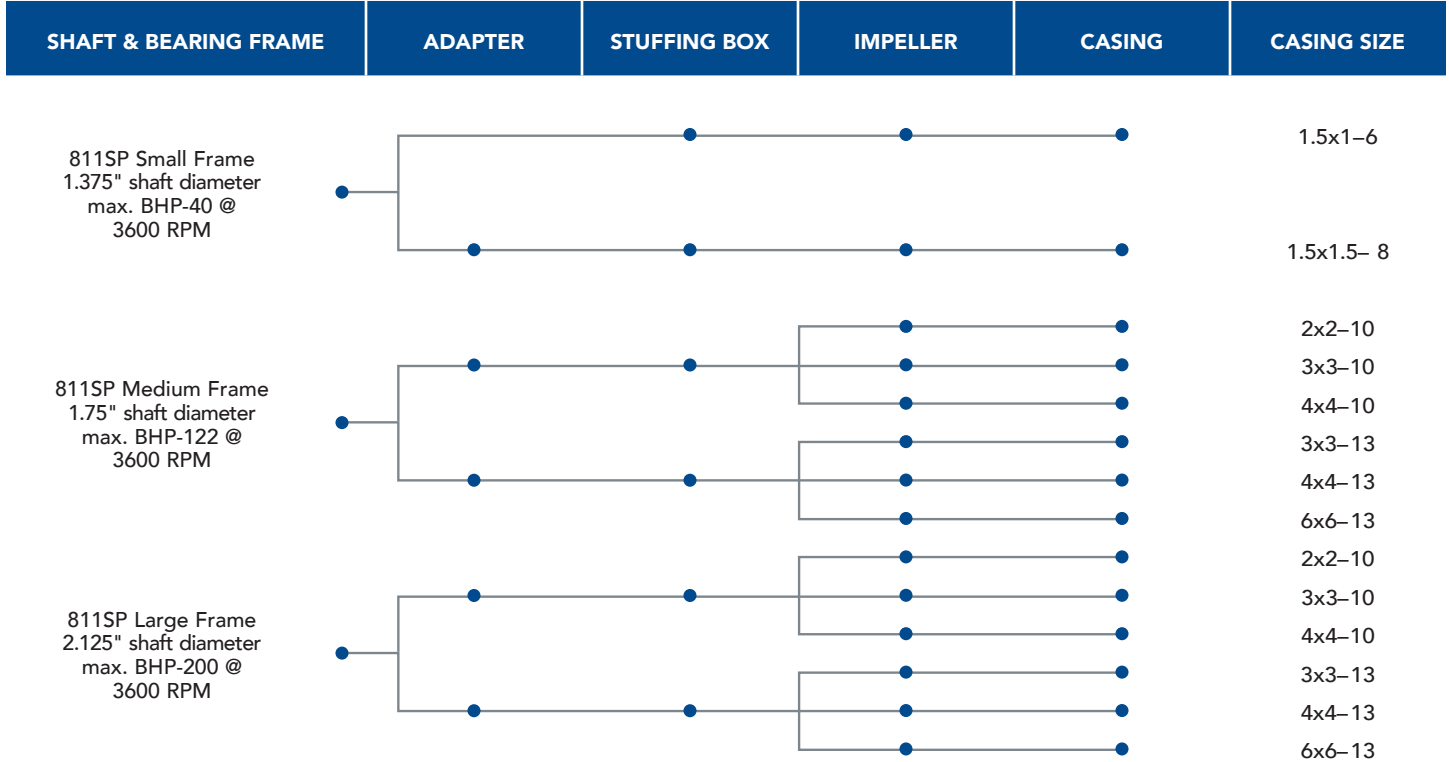 SHAFT & BEARING FRAME
ADAPTER
STUFFING BOX
IMPELLER
CASING
CASING SIZE
811SP Small Frame
1.375" shaft diameter
max. BHP-40 @
3600 RPM
1.5x1–6
1.5x1.5– 8
811SP Medium Frame
1.75" shaft diameter
max. BHP-122 @
3600 RPM
2x2–10
3x3–10
4x4–10
3x3–13
4x4–13
6x6–13
811SP Large Frame
2.125" shaft diameter
max. BHP-200 @
3600 RPM
2x2–10
3x3–10
4x4–10
3x3–13
4x4–13
6x6–13